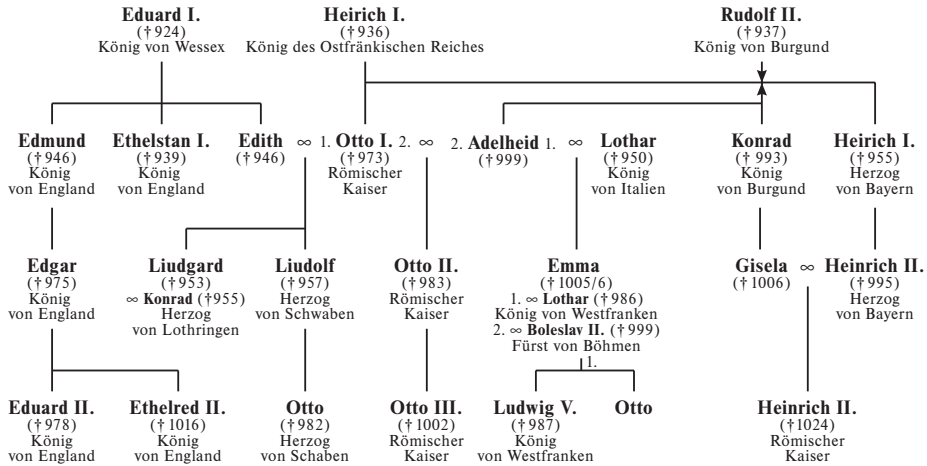 Eduard I.
(†924)
König von Wessex
Heirich I.
(†936)
König des Ostfränkischen Reiches
Rudolf II.
(†937)
König von Burgund
Edmund
(†946)
König
von England
Ethelstan I.
(†939)
König
von England
Edith
(†946)
∞ 1.
Otto I.
(†973)
Römischer
Kaiser
2. ∞
2. Adelheid 1.
(†999)
∞
Lothar
(†950)
König
von Italien
Konrad
(†993)
König
von Burgund
Heirich I.
(†955)
Herzog
von Bayern
Edgar
(†975)
König
von England
Liudgard
(†953)
∞ Konrad (†955)
Herzog
von Lothringen
Liudolf
(†957)
Herzog
von Schwaben
Otto II.
(†983)
Römischer
Kaiser
Emma
(†1005/6)
1. ∞ Lothar (†986)
König von Westfranken
2. ∞ Boleslav II. (†999)
Fürst von Böhmen
1.
Gisela
(†1006)
∞
Heinrich II.
(†995)
Herzog
von Bayern
Eduard II.
(†978)
König
von England
Ethelred II.
(†1016)
König
von England
Otto
(†982)
Herzog
von Schaben
Otto III.
(†1002)
Römischer
Kaiser
Ludwig V.
(†987)
König
von Westfranken
Otto
Heinrich II.
(†1024)
Römischer
Kaiser